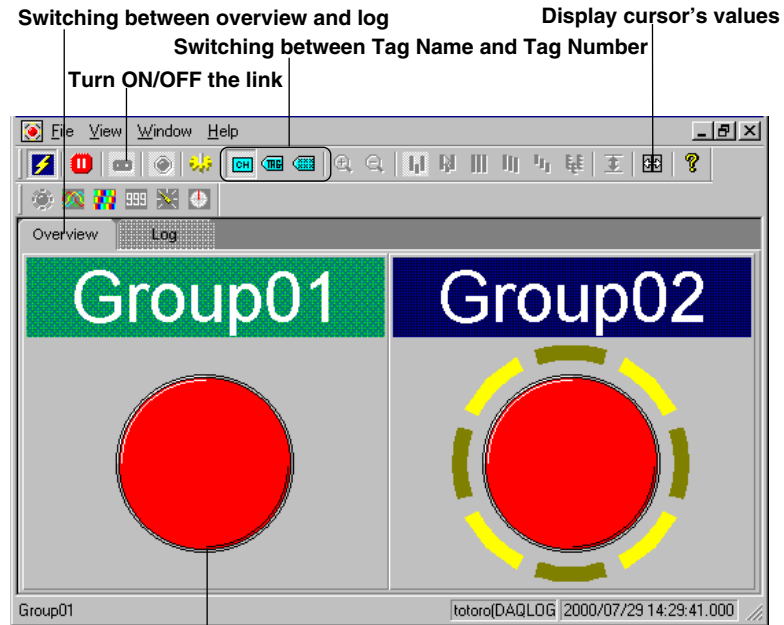 Switching between overview and log
Display cursor's values
Switching between Tag Name and Tag Number
Turn ON/OFF the link
File View Window Help
CH TAG
999
Overview Log
Group01 Group02
Group01 totoro(DAQLOG 2000/07/29 14:29:41.000